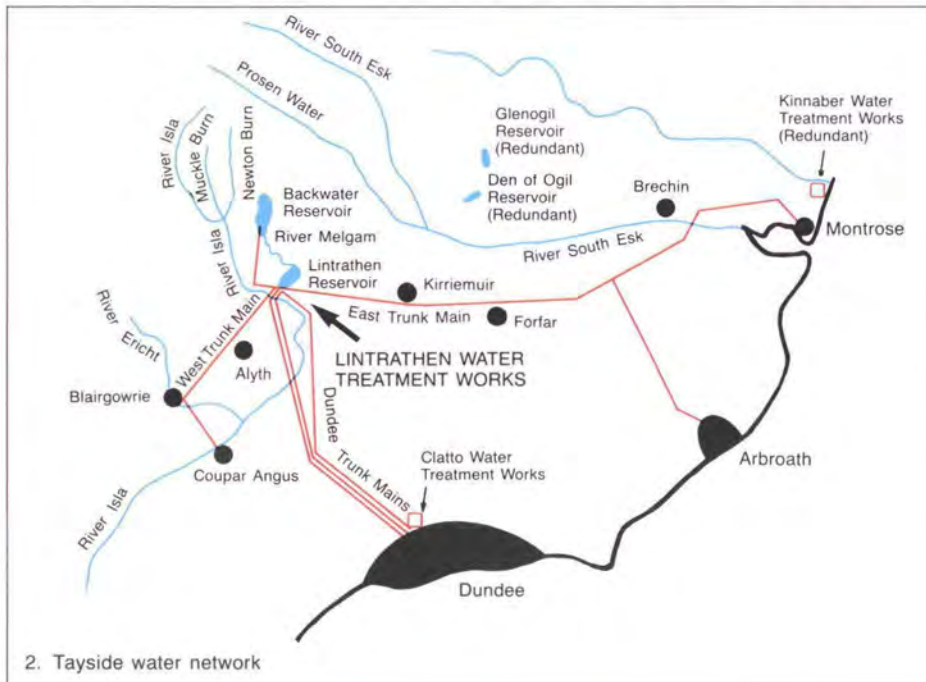 River South Esk
Prosen Water
River Isla
Muckle Burn
Newton Burn
Glenogil
Reservoir
(Redundant)
Den of Ogil
Reservoir
(Redundant)
Kinnaber Water
Treatment Works
(Redundant)
Brechin
Montrose
Backwater
Reservoir
River Melgam
River South Esk
River Isla
Lintrathen
Reservoir
Kirriemuir
East Trunk Main
Forfar
River Ericht
West Trunk Main
Alyth
LINTRATHEN WATER
TREATMENT WORKS
Blairgowrie
Dundee Trunk Mains
Clatto Water
Treatment Works
Arbroath
Coupar Angus
River Isla
Dundee
2. Tayside water network